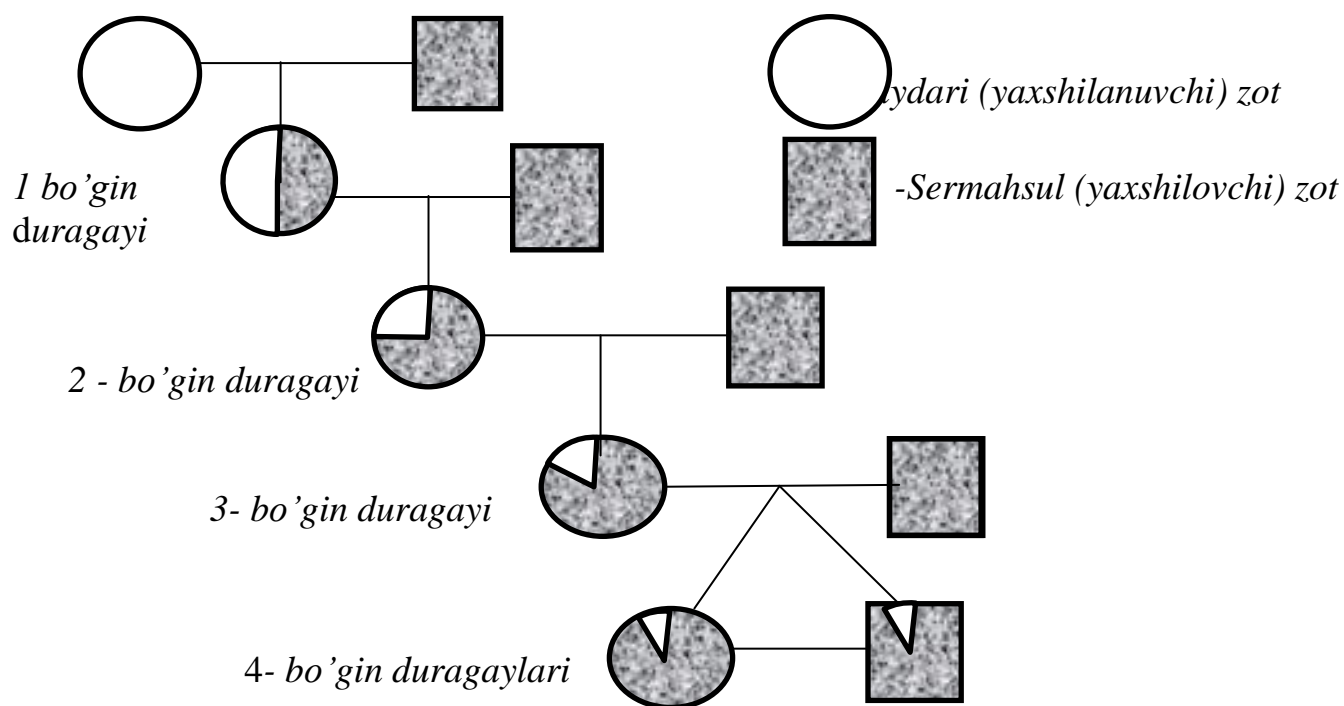 (yaxshilanuvchi) zot
-Sermahsul (yaxshilovchi) zot
1 bo’gin
duragayi
2 - bo’gin duragayi
3- bo’gin duragayi
4- bo’gin duragaylari